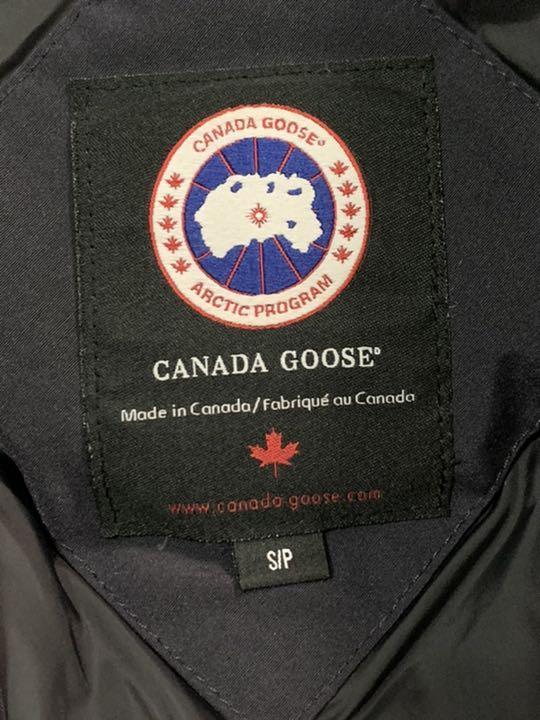 CANADA GOOSE®
ARCTIC PROGRAM
CANADA GOOSE®
Made in Canada/Fabriqué au Canada
www.canada-goose.com
S/P